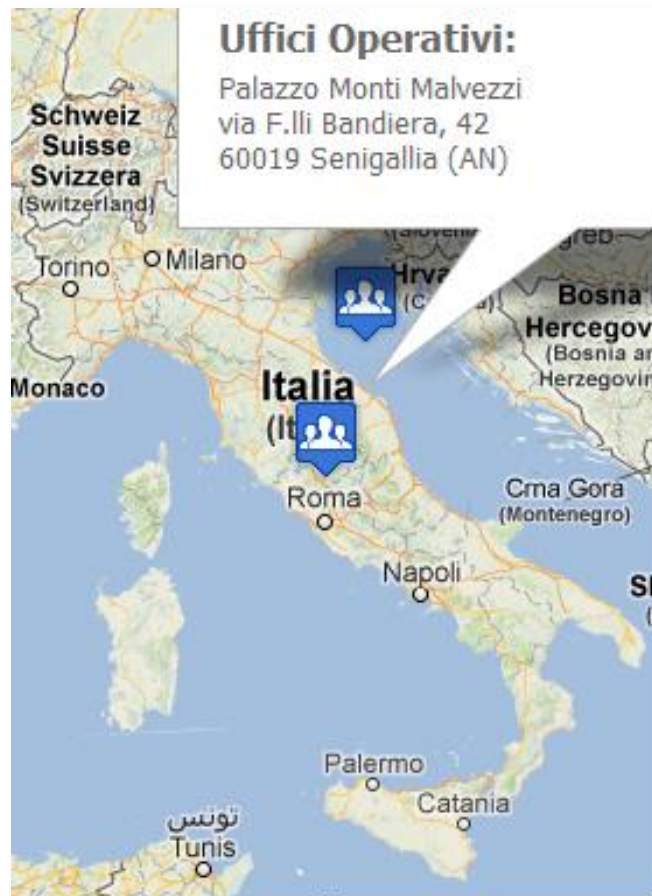 Uffici Operativi:
Palazzo Monti Malvezzi
via F.lli Bandiera, 42
60019 Senigallia (AN)
Schweiz
Suisse
Svizzera
(Switzerland)
Torino
Milano
Bosna
Hercegov
(Bosnia
Herzegovin
Monaco
Italia
Roma
Crna Gora
(Montenegro)
Napoli
Palermo
Catania
تونس
Tunis